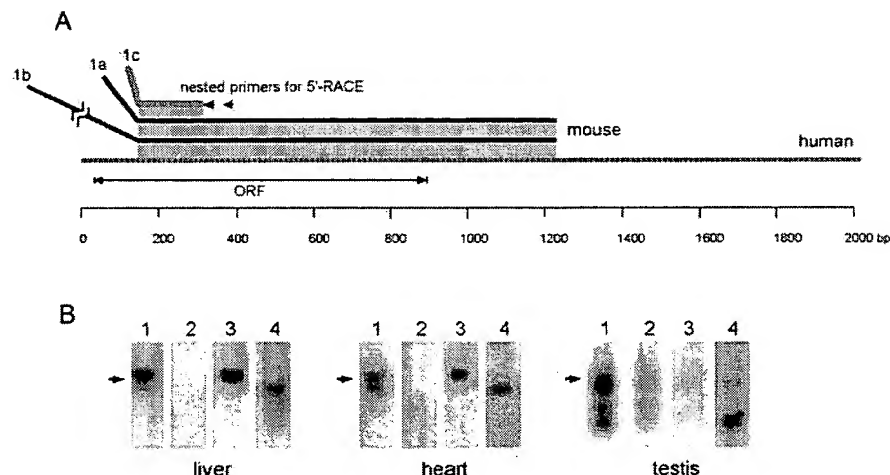 A
1c
1a
1b
nested primers for 5'-RACE
mouse
human
ORF
0 200 400 600 800 1000 1200 1400 1600 1800 2000 bp
B
1 2 3 4 1 2 3 4 1 2 3 4
liver heart testis